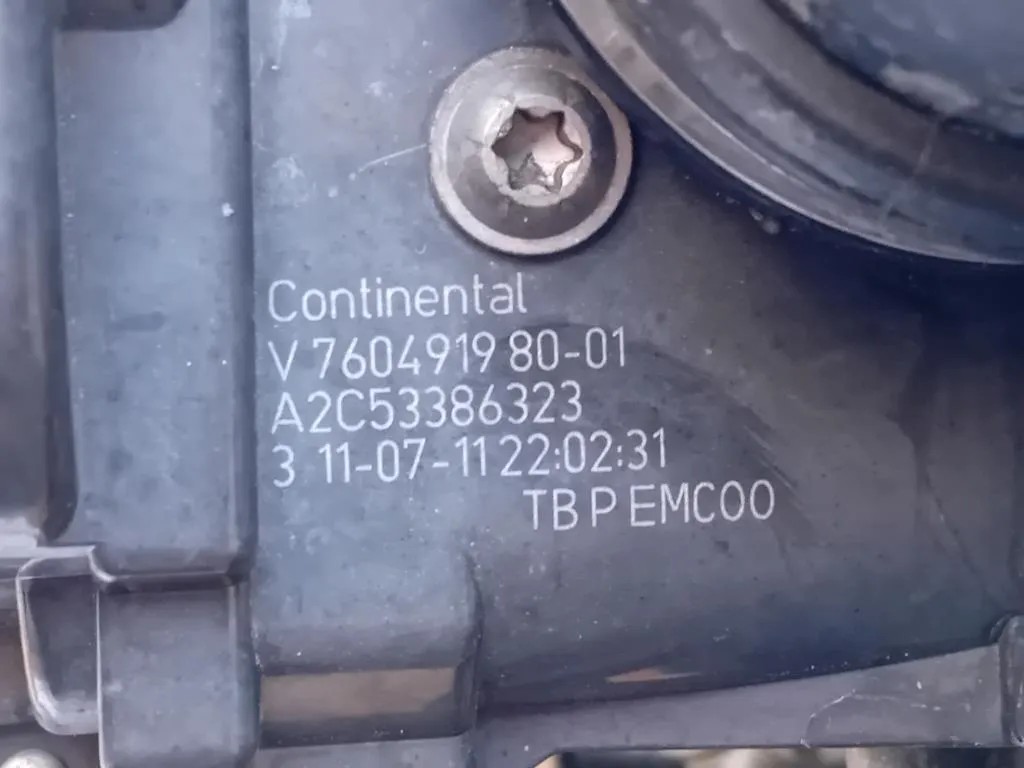 Continental
V 7604919 80-01
A2C53386323
3 11-07-11 22:02:31
TB P EMC00